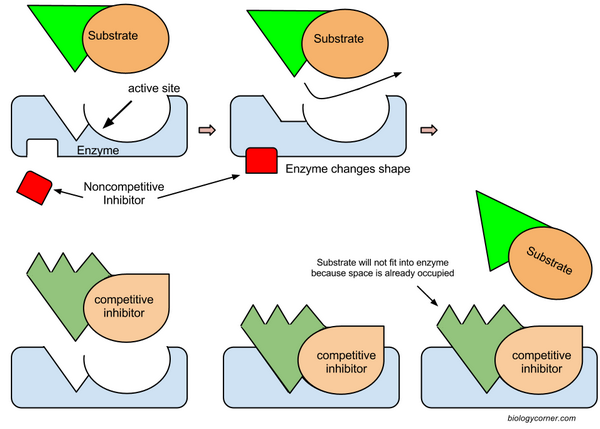 Substrate
Substrate
active site
Enzyme
Enzyme changes shape
Noncompetitive
Inhibitor
Substrate will not fit into enzyme
because space is already occupied
Substrate
competitive
inhibitor
competitive
inhibitor
competitive
inhibitor
biologycorner.com